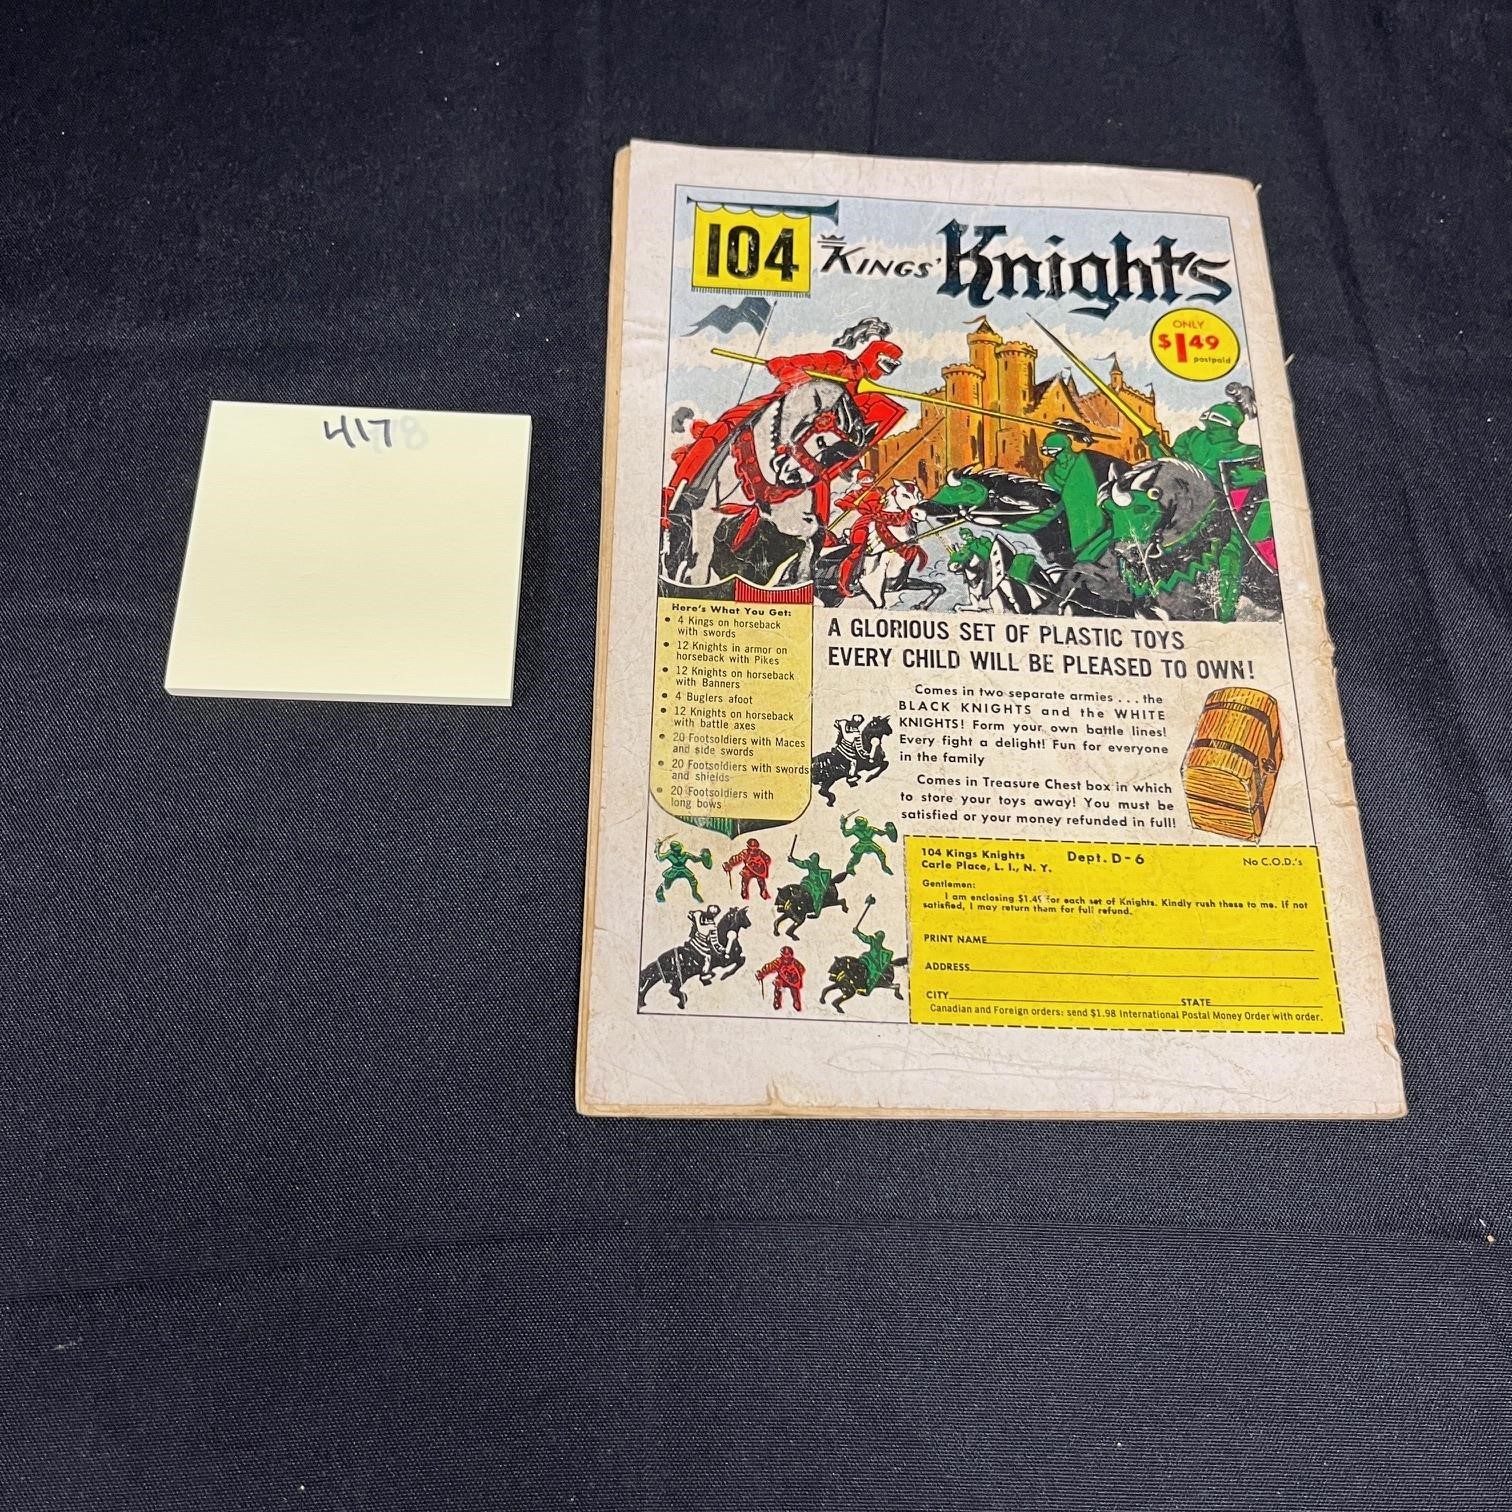 417
104 KINGS' Knights
ONLY
$1.49
postpaid
Here's What You Get:
• 4 Kings on horseback
with swords
• 12 Knights in armor on
horseback with Pikes
• 12 Knights on horseback
with Banners
• 4 Buglers afoot
• 12 Knights on horseback
with battle axes
• 20 Footsoldiers with Maces
and side swords
• 20 Footsoldiers with swords
and shields
• 20 Footsoldiers with
long bows
A GLORIOUS SET OF PLASTIC TOYS
EVERY CHILD WILL BE PLEASED TO OWN!
Comes in two separate armies . . . the
BLACK KNIGHTS and the WHITE
KNIGHTS! Form your own battle lines!
Every fight a delight! Fun for everyone
in the family
Comes in Treasure Chest box in which
to store your toys away! You must be
satisfied or your money refunded in full!
104 Kings Knights Dept. D-6 No C.O.D.'s
Carle Place, L. I., N. Y.
Gentlemen:
I am enclosing $1.49 for each set of Knights. Kindly rush these to me. If not
satisfied, I may return them for full refund.
PRINT NAME
ADDRESS
CITY STATE
Canadian and Foreign orders: send $1.98 International Postal Money Order with order.